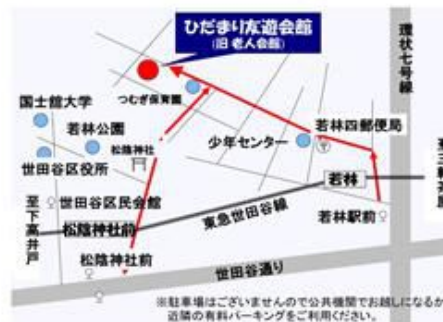 ひだまり友遊会館
(旧 老人会館)
環状七号線
つむぎ保育園
国士舘大学
若林公園
松陰神社
少年センター
若林四郵便局
世田谷区役所
至三軒茶屋
若林
世田谷区民会館
至下高井戸
東急世田谷線
若林駅前
松陰神社前
松陰神社前
世田谷通り
※駐車場はございませんので公共機関でお越しになるか
近隣の有料パーキングをご利用ください。